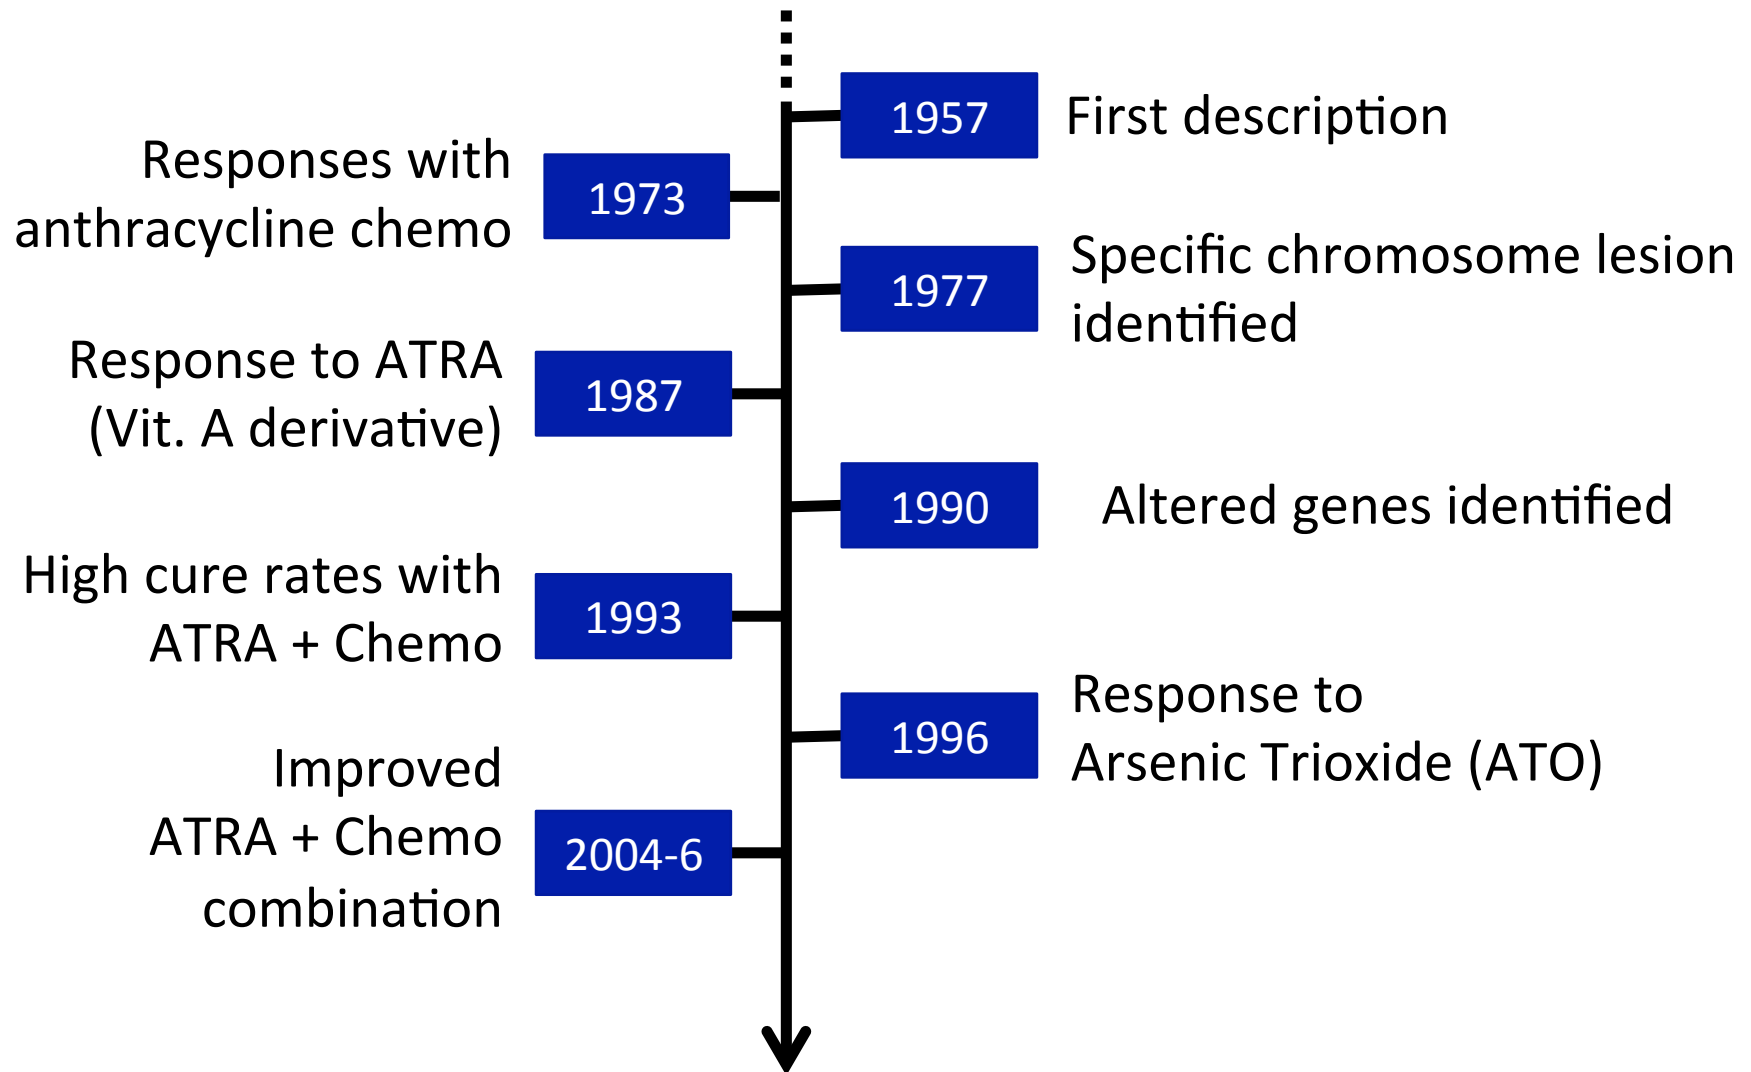 1957
First description
Responses with
anthracycline chemo
1973
1977
Specific chromosome lesion
identified
Response to ATRA
(Vit. A derivative)
1987
1990
Altered genes identified
High cure rates with
ATRA + Chemo
1993
1996
Response to
Arsenic Trioxide (ATO)
Improved
ATRA + Chemo
combination
2004-6